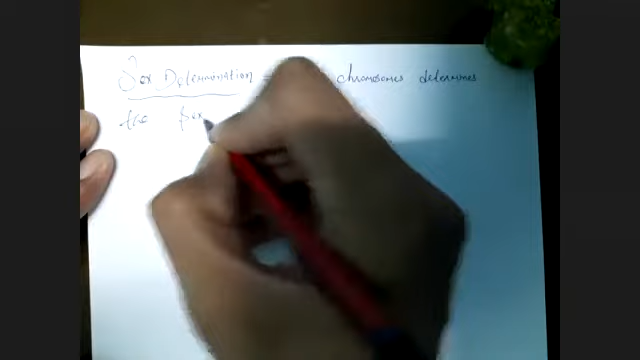 Sex Determination = chromosomes determines
the sex